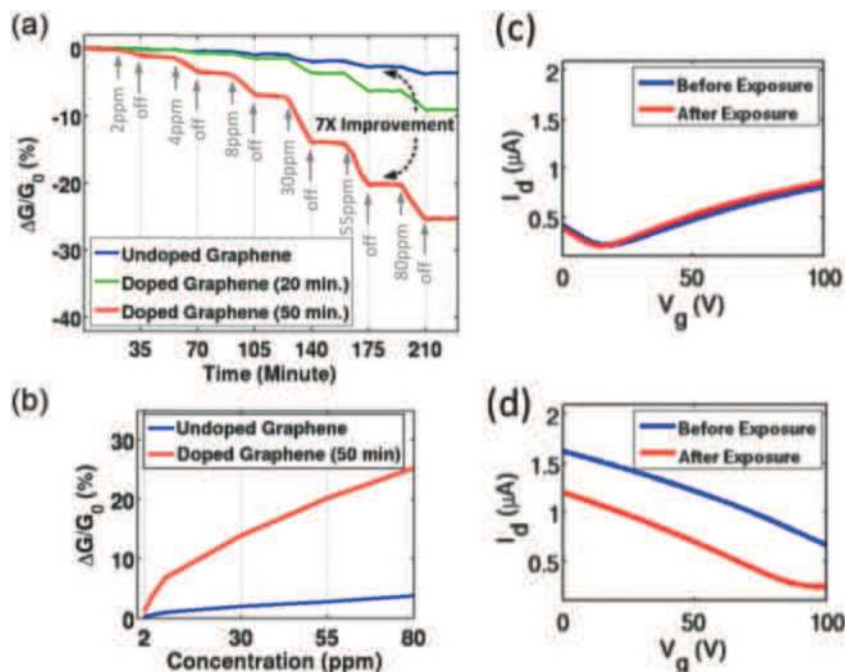 (a)
0
-10
-20
-30
-40
ΔG/G0 (%)
2ppm
off
4ppm
off
8ppm
off
30ppm
off
55ppm
off
80ppm
off
7X Improvement
Undoped Graphene
Doped Graphene (20 min.)
Doped Graphene (50 min.)
35 70 105 140 175 210
Time (Minute)
(b)
30
20
10
0
ΔG/G0 (%)
Undoped Graphene
Doped Graphene (50 min)
2 30 55 80
Concentration (ppm)
(c)
2
1.5
1
0.5
Id (μA)
Before Exposure
After Exposure
0 50 100
Vg (V)
(d)
2
1.5
1
0.5
Id (μA)
Before Exposure
After Exposure
0 50 100
Vg (V)